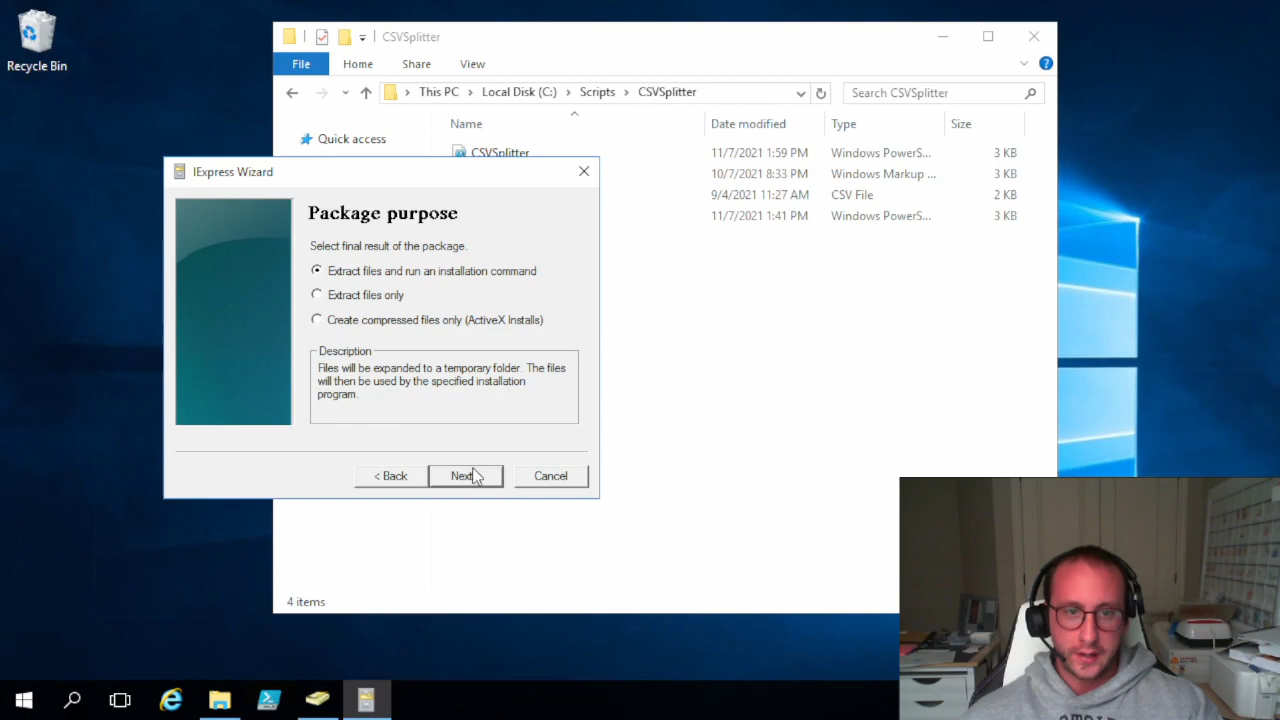 Recycle Bin
CSVSplitter
File
Home
Share
View
This PC
Local Disk (C:)
Scripts
CSVSplitter
Search CSVSplitter
Name
Date modified
Type
Size
Quick access
CSVSplitter
11/7/2021 1:59 PM
Windows PowerS...
3 KB
10/7/2021 8:33 PM
Windows Markup ...
3 KB
9/4/2021 11:27 AM
CSV File
2 KB
11/7/2021 1:41 PM
Windows PowerS...
3 KB
IExpress Wizard
Package purpose
Select final result of the package.
Extract files and run an installation command
Extract files only
Create compressed files only (ActiveX Installs)
Description
Files will be expanded to a temporary folder. The files
will then be used by the specified installation
program.
< Back
Next
Cancel
4 items